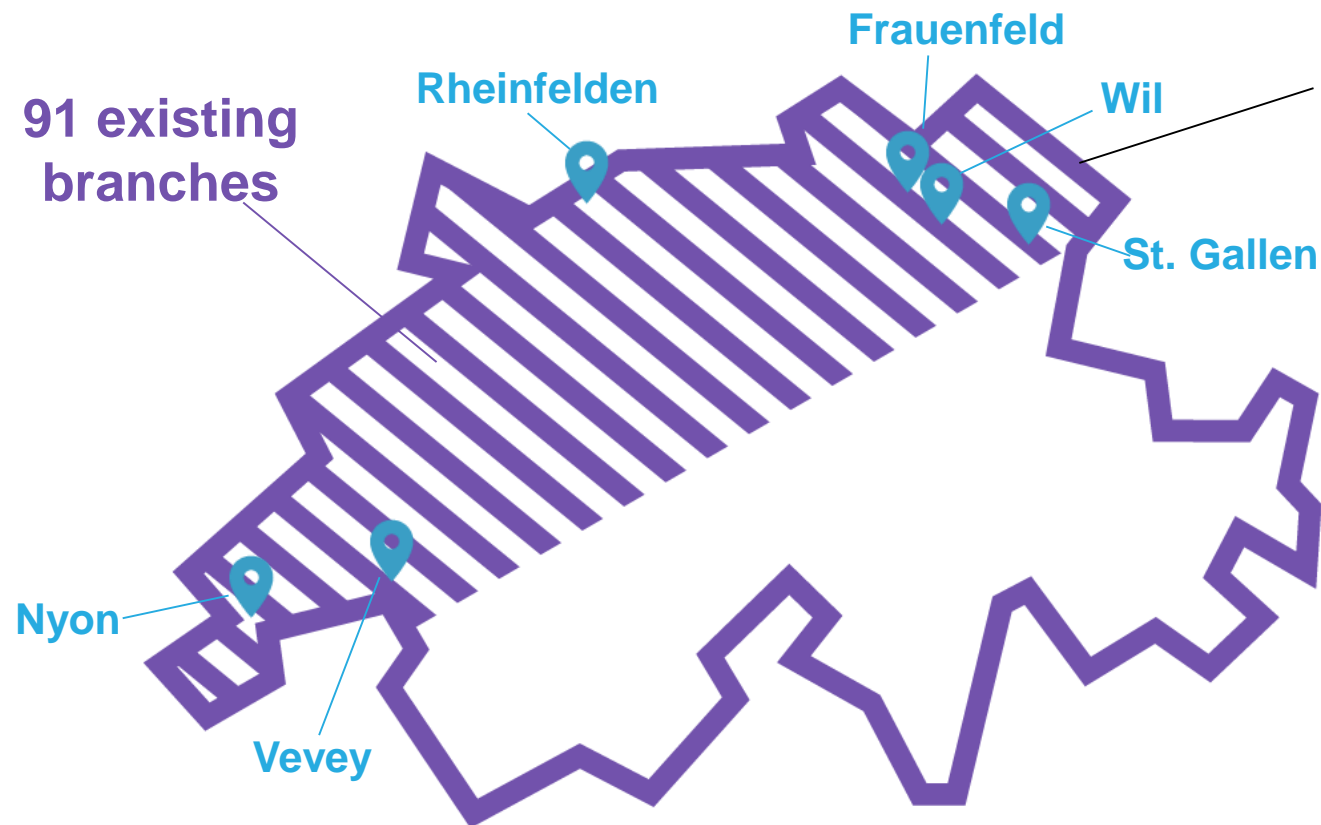 Frauenfeld
Rheinfelden
Wil
91 existing
branches
St. Gallen
Nyon
Vevey